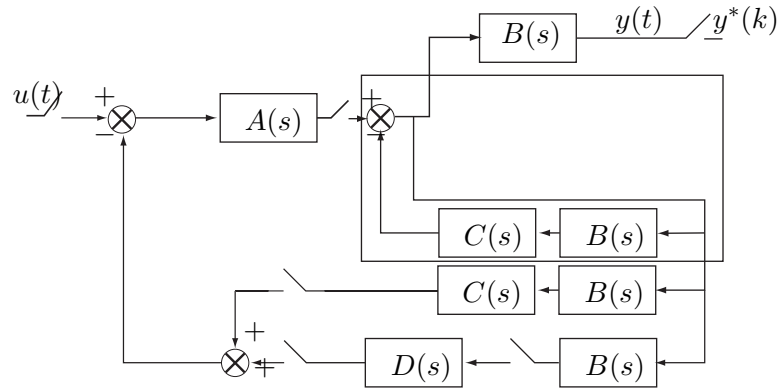 B(s)
y(t)
y*(k)
u(t)
+
−
A(s)
+
−
C(s)
B(s)
C(s)
B(s)
+
+
D(s)
B(s)